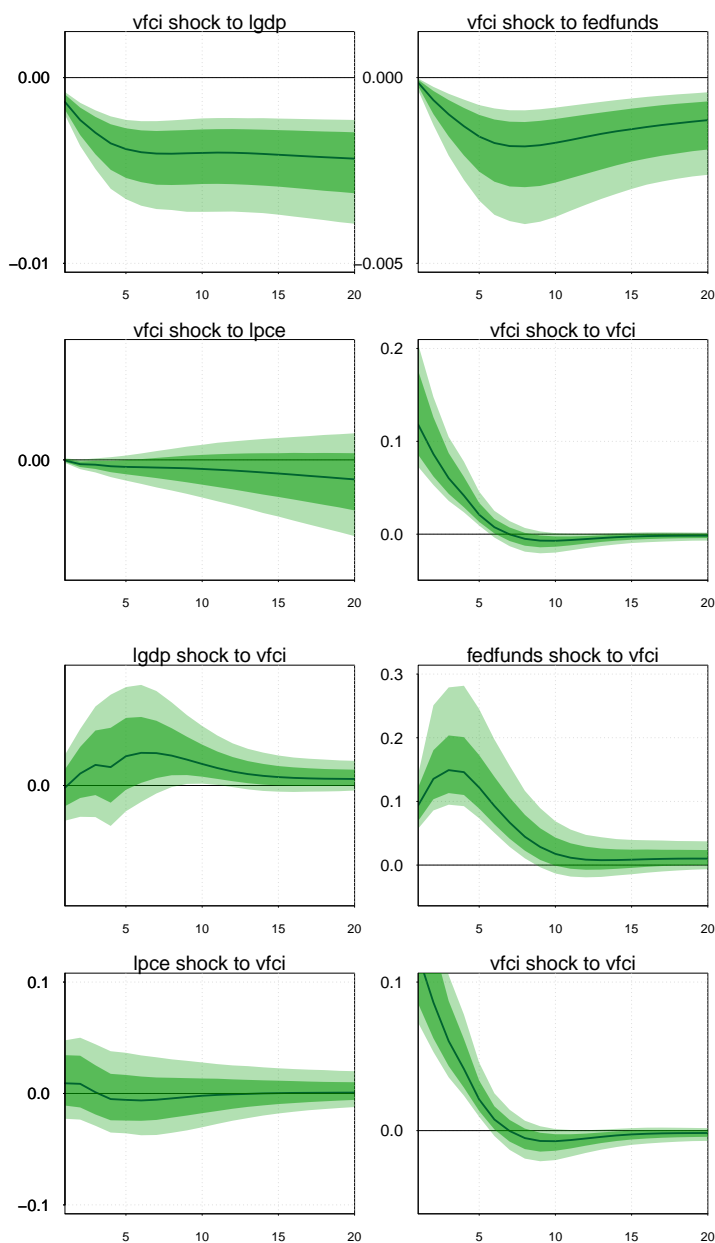 vfci shock to lgdp
0.00
−0.01
5 10 15 20
vfci shock to fedfunds
0.000
−0.005
5 10 15 20
vfci shock to lpce
0.00
5 10 15 20
vfci shock to vfci
0.2
0.1
0.0
5 10 15 20
lgdp shock to vfci
0.0
5 10 15 20
fedfunds shock to vfci
0.3
0.2
0.1
0.0
5 10 15 20
lpce shock to vfci
0.1
0.0
−0.1
5 10 15 20
vfci shock to vfci
0.1
0.0
5 10 15 20